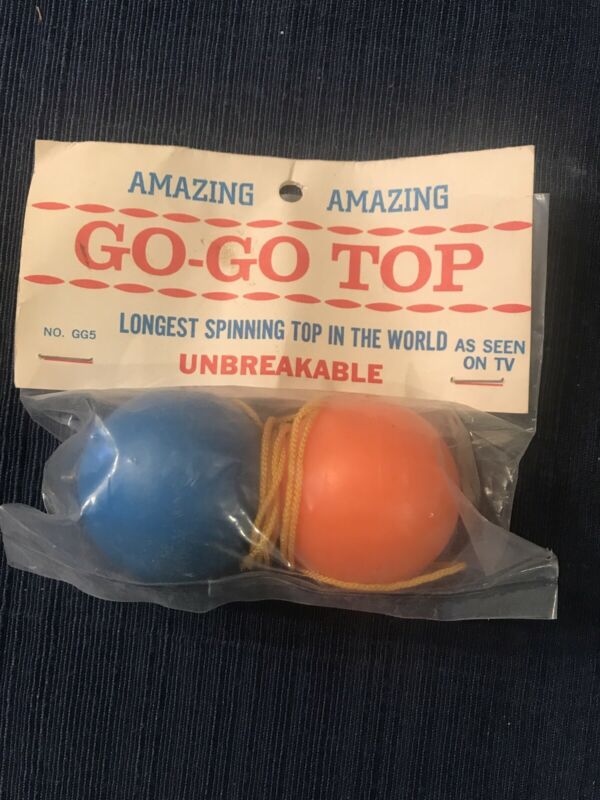 AMAZING AMAZING
GO-GO TOP
NO. GG5 LONGEST SPINNING TOP IN THE WORLD AS SEEN
UNBREAKABLE ON TV